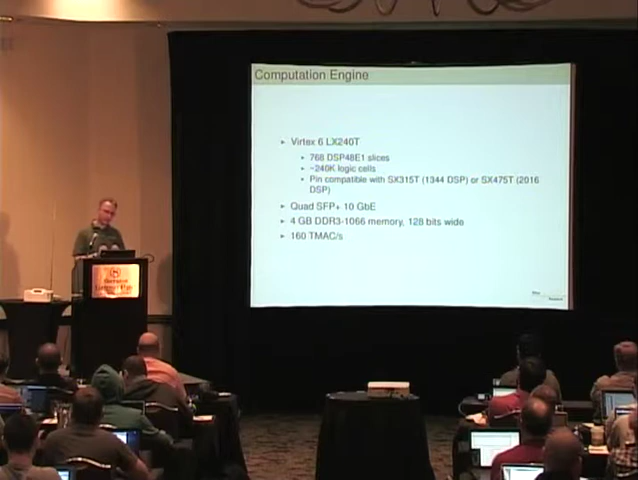 Computation Engine
Virtex 6 LX240T
768 DSP48E1 slices
~240K logic cells
Pin compatible with SX315T (1344 DSP) or SX475T (2016
DSP)
Quad SFP+ 10 GbE
4 GB DDR3-1066 memory, 128 bits wide
160 TMAC/s